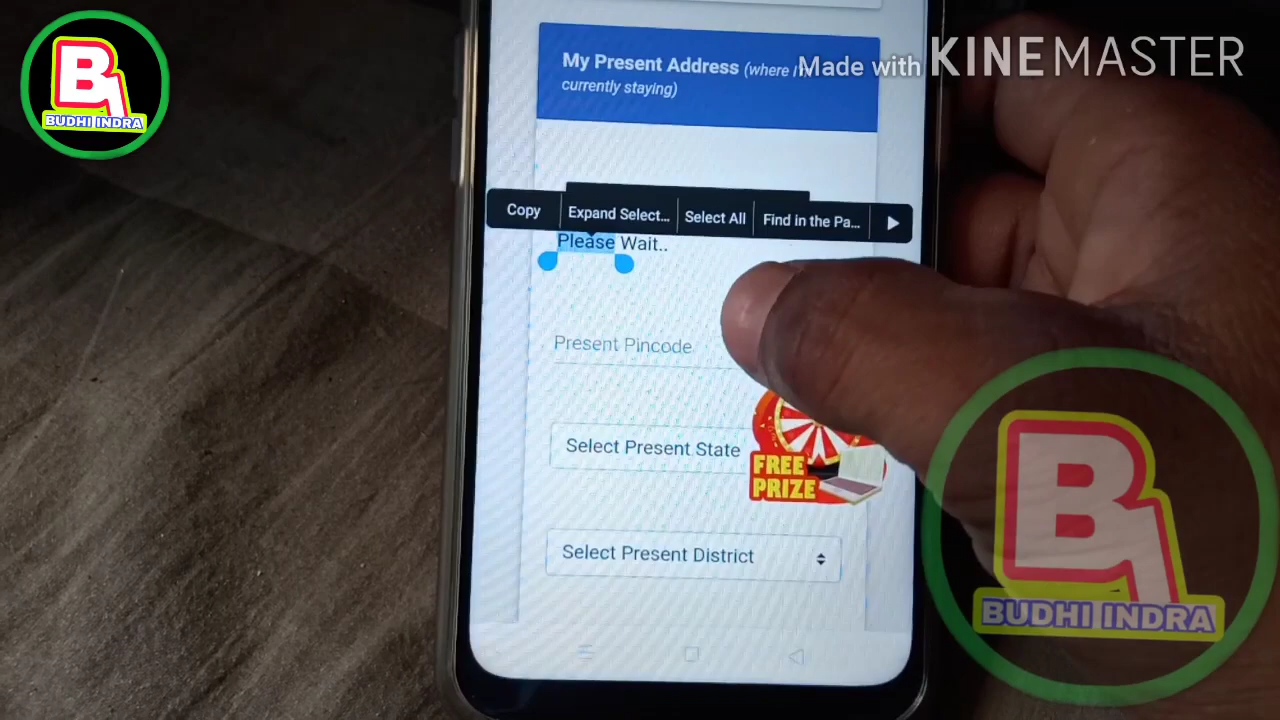 B
BUDHI INDRA
Made with KINEMASTER
My Present Address (where I
currently staying)
Copy
Expand Select...
Select All
Find in the Pa...
Please Wait..
Present Pincode
Select Present State
FREE
PRIZE
Select Present District
B
BUDHI INDRA